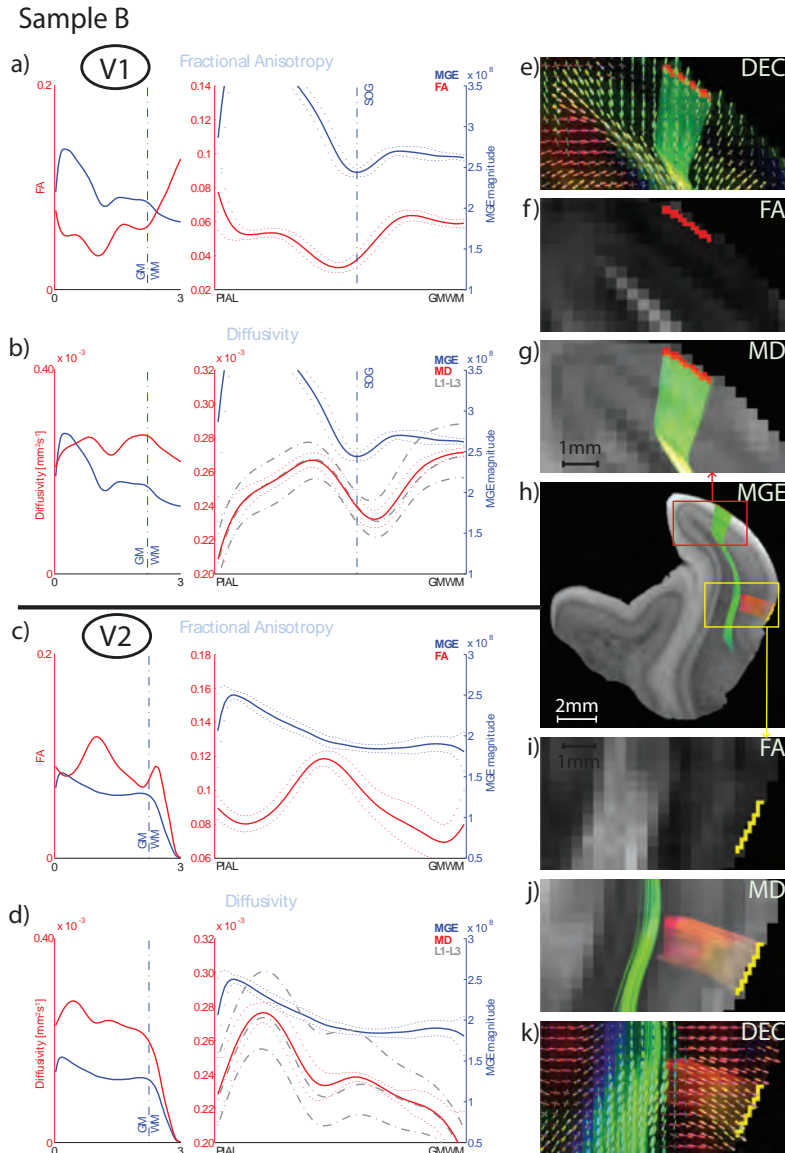 Sample B
a)
V1
Fractional Anisotropy
MGE
FA
x 10^8
0.2
FA
0
GM
WM
0
3
0.14
0.12
0.1
0.08
0.06
0.04
0.02
SOG
3.5
3
2.5
2
1.5
1
MGE magnitude
PIAL
GMWM
b)
Diffusivity
x 10^-3
0.40
Diffusivity [mm²s⁻¹]
0
GM
WM
0
3
x 10^-3
0.32
0.30
0.28
0.26
0.24
0.22
0.20
SOG
MGE
MD
L1-L3
x 10^8
3.5
3
2.5
2
1.5
1
MGE magnitude
PIAL
GMWM
c)
V2
Fractional Anisotropy
0.2
FA
0
GM
WM
0
3
0.18
0.16
0.14
0.12
0.10
0.08
0.06
MGE
FA
x 10^8
3
2.5
2
1.5
1
0.5
MGE magnitude
PIAL
GMWM
d)
Diffusivity
x 10^-3
0.40
Diffusivity [mm²s⁻¹]
0
GM
WM
0
3
x 10^-3
0.32
0.30
0.28
0.26
0.24
0.22
0.20
MGE
MD
L1-L3
x 10^8
3
2.5
2
1.5
1
0.5
MGE magnitude
PIAL
GMWM
e)
DEC
f)
FA
g)
MD
1mm
h)
MGE
2mm
i)
FA
1mm
j)
MD
k)
DEC